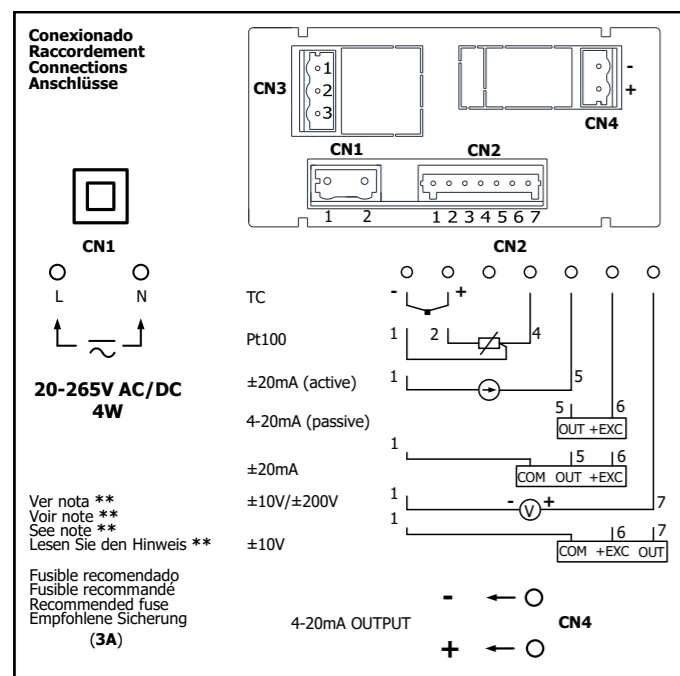 Conexionado
Raccordement
Connections
Anschlüsse
CN3
1
2
3
-
+
CN4
CN1
CN2
1 2
1 2 3 4 5 6 7
CN1
L N
20-265V AC/DC
4W
CN2
TC
- +
Pt100
1 2 4
±20mA (active)
1 5
4-20mA (passive)
5 6
OUT +EXC
±20mA
1 5 6
COM OUT +EXC
±10V/±200V
1 - V + 7
±10V
1 6 7
COM +EXC OUT
Ver nota **
Voir note **
See note **
Lesen Sie den Hinweis **
Fusible recomendado
Fusible recommandé
Recommended fuse
Empfohlene Sicherung
(3A)
4-20mA OUTPUT
-
+
CN4